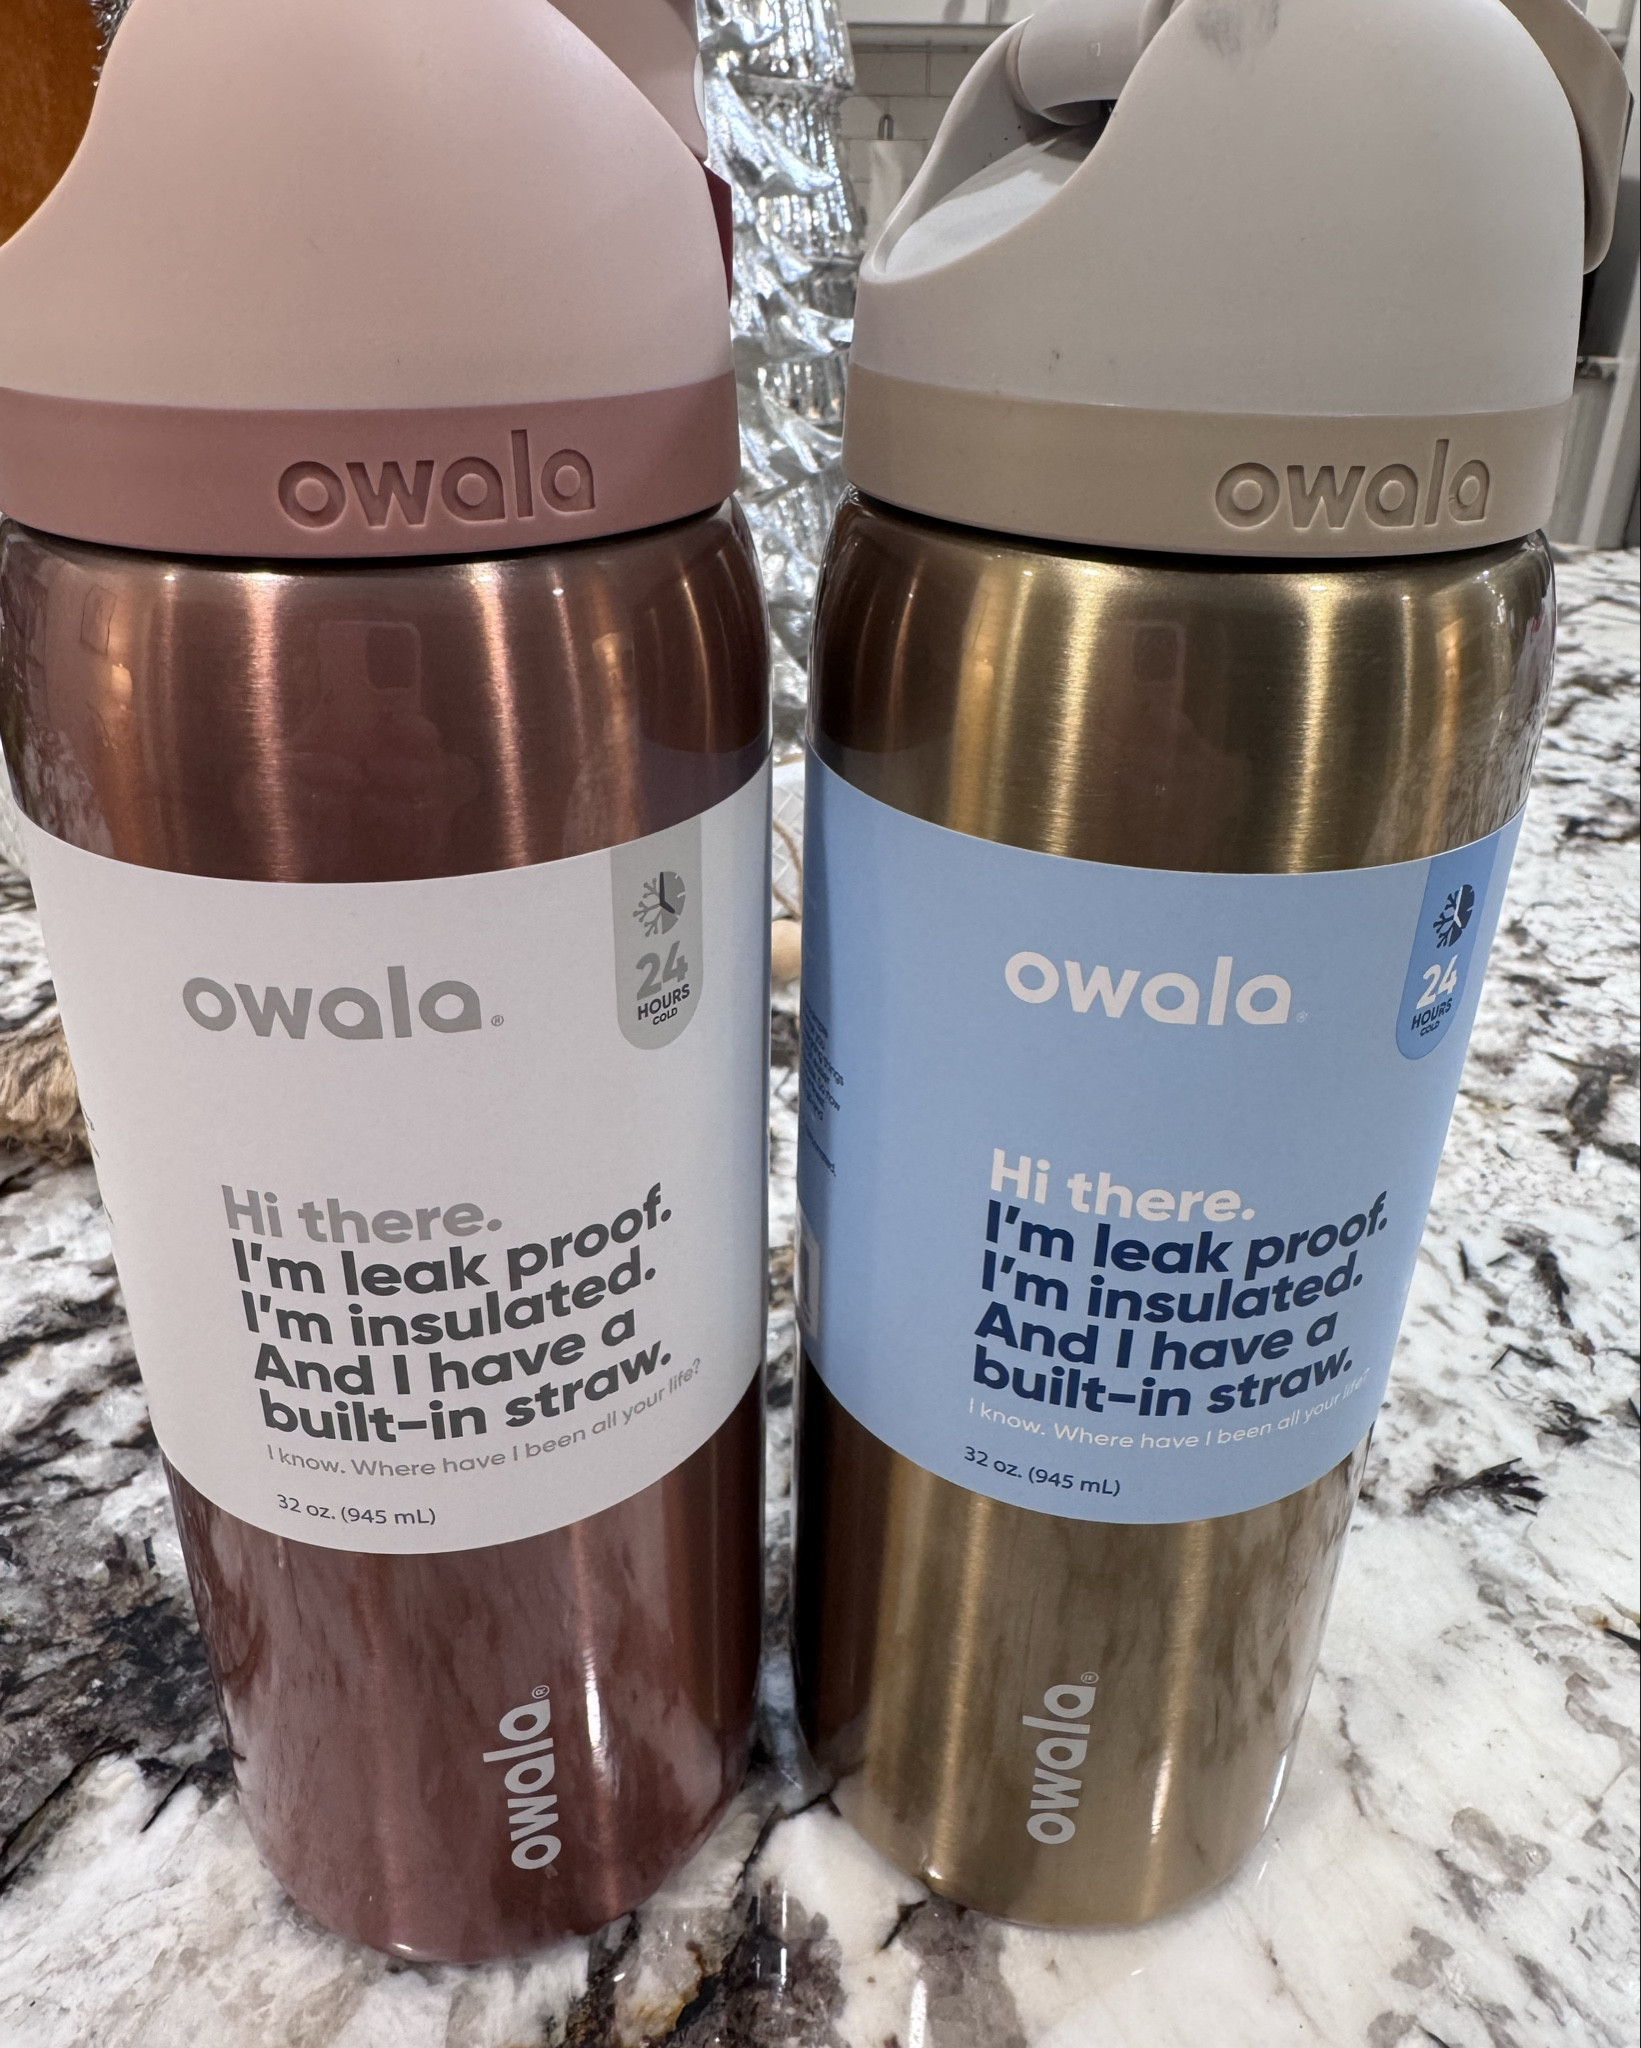 owala
owala®
24
HOURS
COLD
Hi there.
I'm leak proof.
I'm insulated.
And I have a
built-in straw.
I know. Where have I been all your life?
32 oz. (945 mL)
owala®
owala
owala®
24
HOURS
COLD
Hi there.
I'm leak proof.
I'm insulated.
And I have a
built-in straw.
I know. Where have I been all your life?
32 oz. (945 mL)
owala